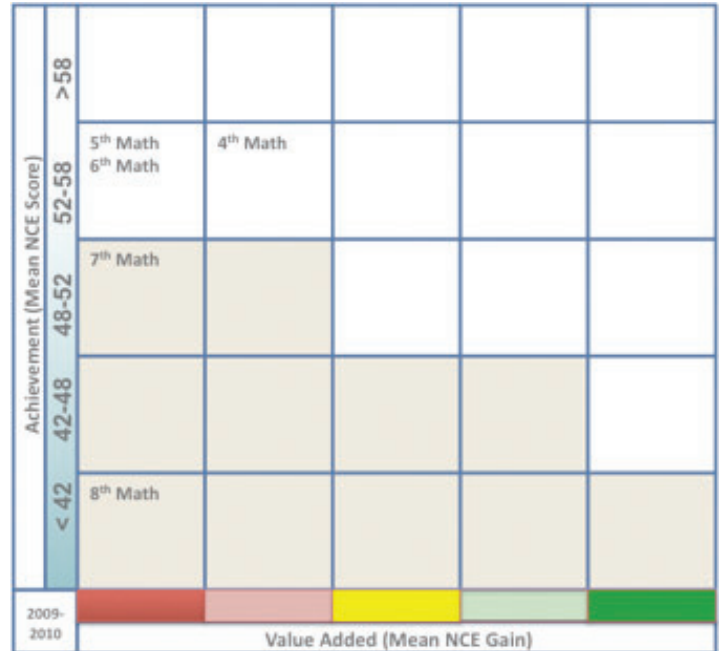 Achievement (Mean NCE Score)
>58
52-58
5th Math
6th Math
4th Math
48-52
7th Math
42-48
< 42
8th Math
2009-
2010
Value Added (Mean NCE Gain)